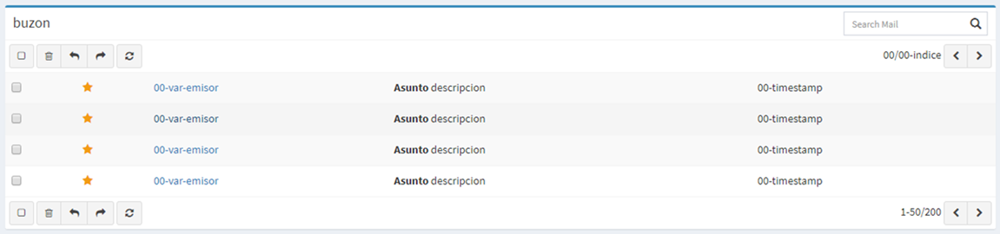 buzon
Search Mail
00/00-indice
00-var-emisor Asunto descripcion 00-timestamp
00-var-emisor Asunto descripcion 00-timestamp
00-var-emisor Asunto descripcion 00-timestamp
00-var-emisor Asunto descripcion 00-timestamp
1-50/200